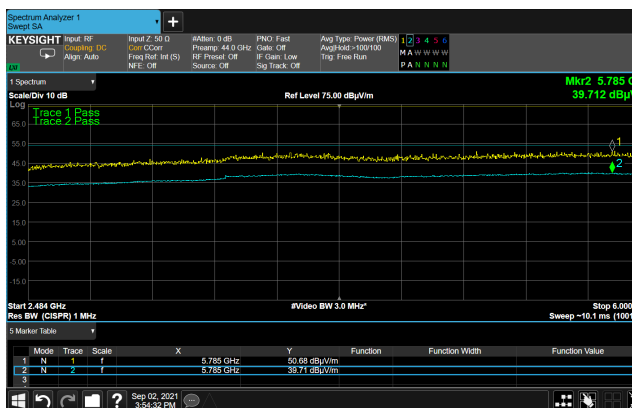 Spectrum Analyzer 1
Swept SA
+
KEYSIGHT Input: RF Input Z: 50 Ω #Atten: 0 dB PNO: Fast Avg Type: Power (RMS) 1 2 3 4 5 6
Coupling: DC Corr CCorr Preamp: 44.0 GHz Gate: Off Avg|Hold:>100/100 M A W W W W
Align: Auto Freq Ref: Int (S) RF Preset: Off IF Gain: Low Trig: Free Run
NFE: Off Source: Off Sig Track: Off P A N N N N
LXI
1 Spectrum
Mkr2 5.785 G
Scale/Div 10 dB Ref Level 75.00 dBµV/m 39.712 dBµV
Log
Trace 1 Pass
Trace 2 Pass
65.0
55.0
45.0
35.0
25.0
15.0
5.00
-5.00
-15.0
1
2
Start 2.484 GHz #Video BW 3.0 MHz* Stop 6.000
Res BW (CISPR) 1 MHz Sweep ~10.1 ms (1001
5 Marker Table
Mode Trace Scale X Y Function Function Width Function Value
1 N 1 f 5.785 GHz 50.68 dBµV/m
2 N 2 f 5.785 GHz 39.71 dBµV/m
3
? Sep 02, 2021
3:54:32 PM